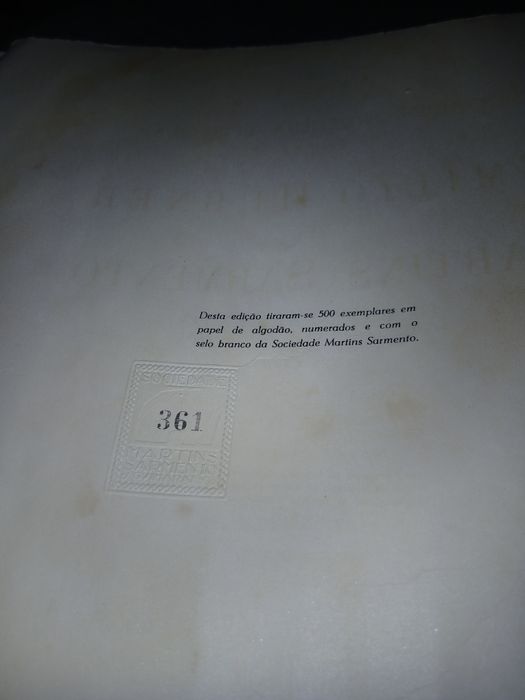 Desta edição tiraram-se 500 exemplares em
papel de algodão, numerados e com o
selo branco da Sociedade Martins Sarmento.
SOCIEDADE
361
MARTINS
SARMENTO